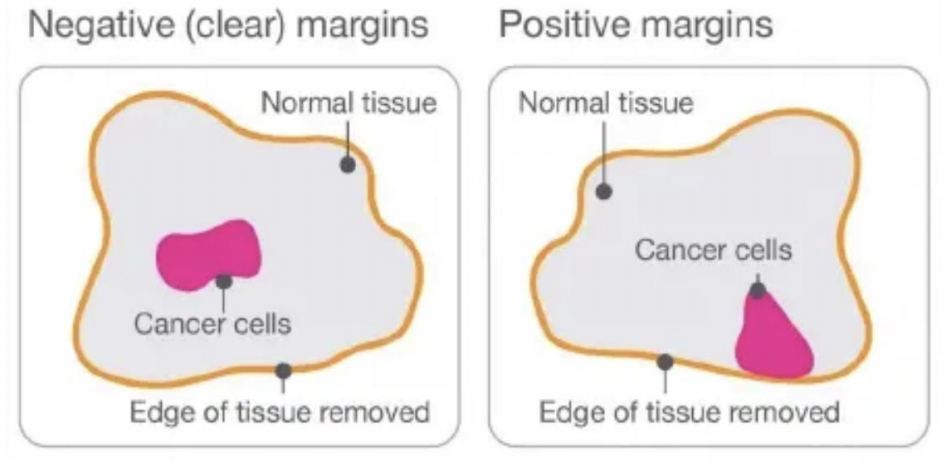 Negative (clear) margins
Normal tissue
Cancer cells
Edge of tissue removed
Positive margins
Normal tissue
Cancer cells
Edge of tissue removed